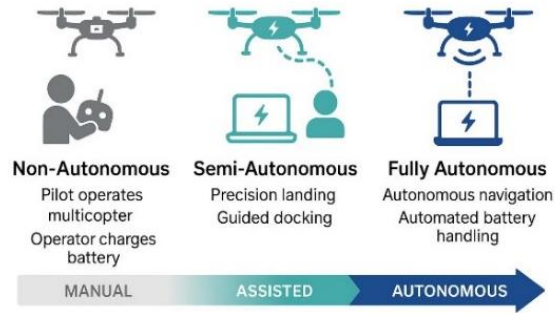 Non-Autonomous
Pilot operates
multicopter
Operator charges
battery
Semi-Autonomous
Precision landing
Guided docking
Fully Autonomous
Autonomous navigation
Automated battery
handling
MANUAL
ASSISTED
AUTONOMOUS